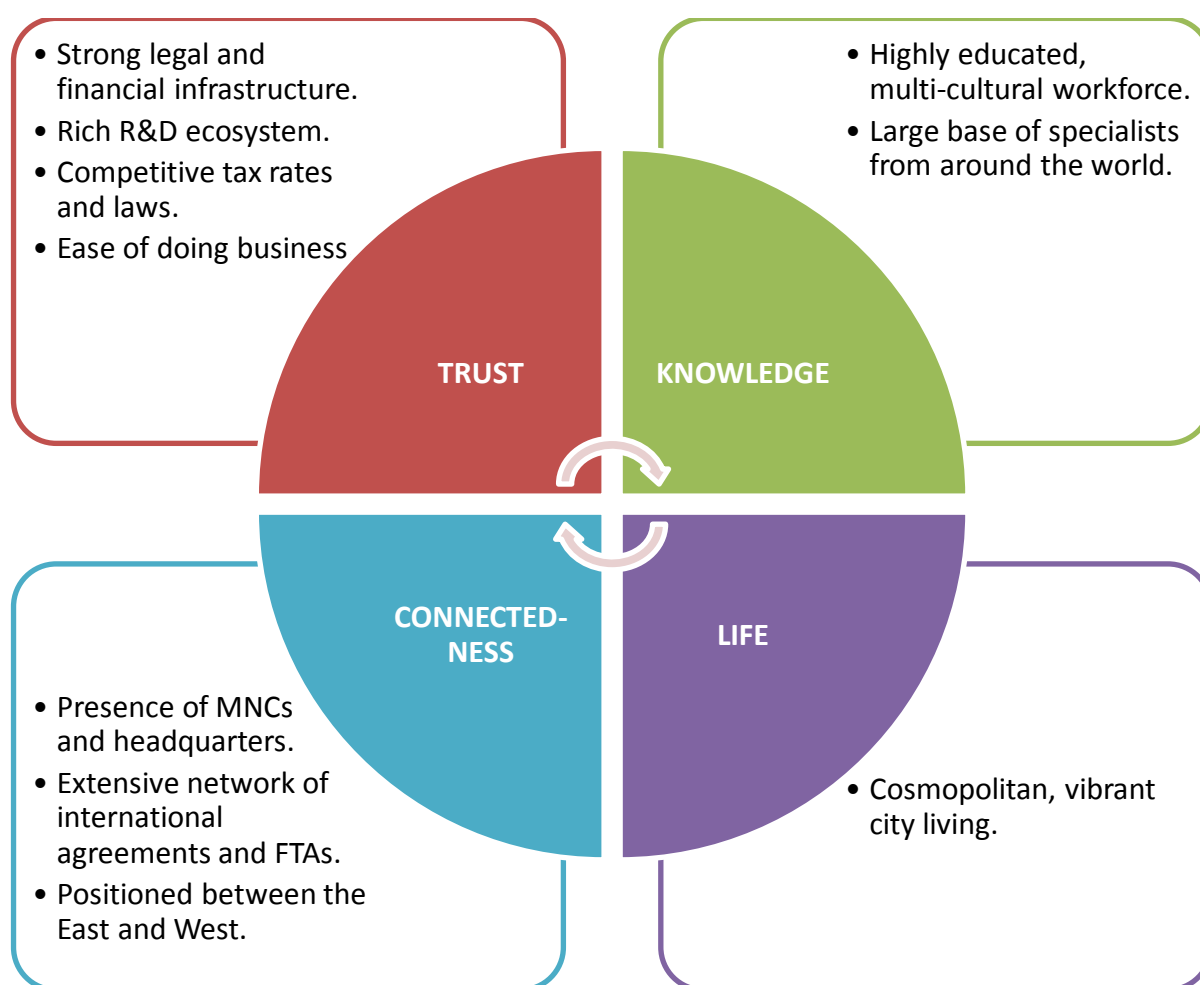 • Strong legal and
financial infrastructure.
• Rich R&D ecosystem.
• Competitive tax rates
and laws.
• Ease of doing business
• Highly educated,
multi-cultural workforce.
• Large base of specialists
from around the world.
TRUST
KNOWLEDGE
CONNECTED-
NESS
LIFE
• Presence of MNCs
and headquarters.
• Extensive network of
international
agreements and FTAs.
• Positioned between the
East and West.
• Cosmopolitan, vibrant
city living.